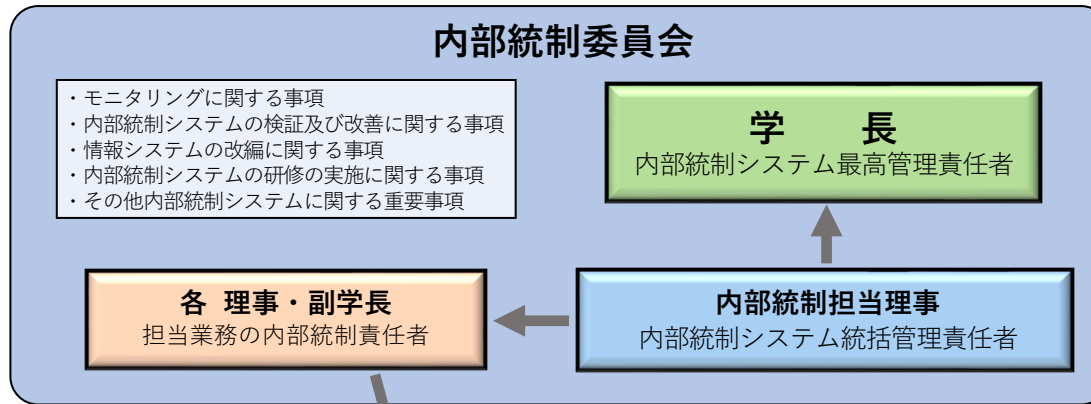 内部統制委員会
・モニタリングに関する事項
・内部統制システムの検証及び改善に関する事項
・情報システムの改編に関する事項
・内部統制システムの研修の実施に関する事項
・その他内部統制システムに関する重要事項
学　　長
内部統制システム最高管理責任者
各 理事・副学長
担当業務の内部統制責任者
内部統制担当理事
内部統制システム統括管理責任者